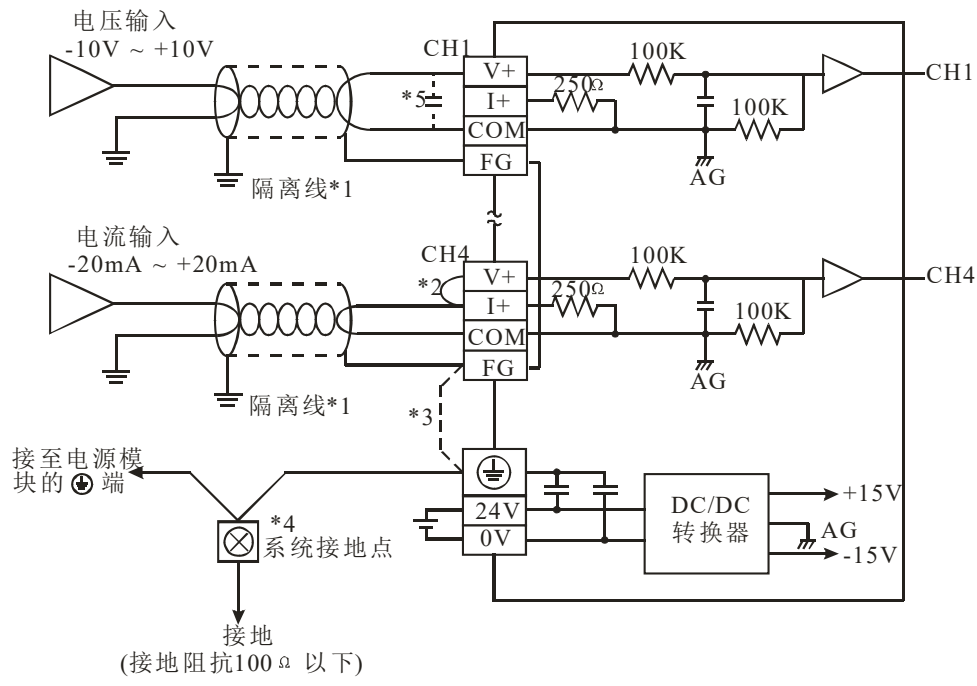 电压输入
-10V ~ +10V
CH1
V+
I+
COM
FG
*5
250Ω
100K
100K
AG
CH1
隔离线*1
电流输入
-20mA ~ +20mA
CH4
V+
I+
COM
FG
*2
250Ω
100K
100K
AG
CH4
隔离线*1
*3
接至电源模
块的 端
*4
系统接地点
24V
0V
DC/DC
转换器
+15V
AG
-15V
接地
(接地阻抗100 Ω 以下)